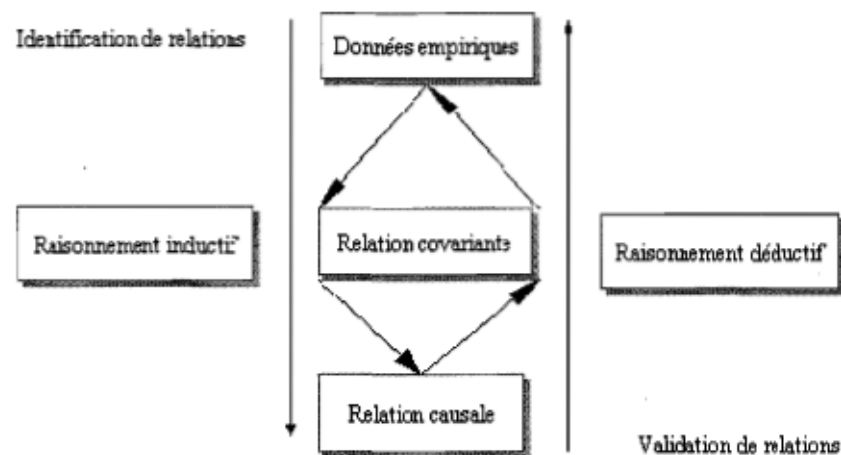 Identification de relations
Données empiriques
Raisonnement inductif
Relation covariante
Raisonnement déductif
Relation causale
Validation de relations